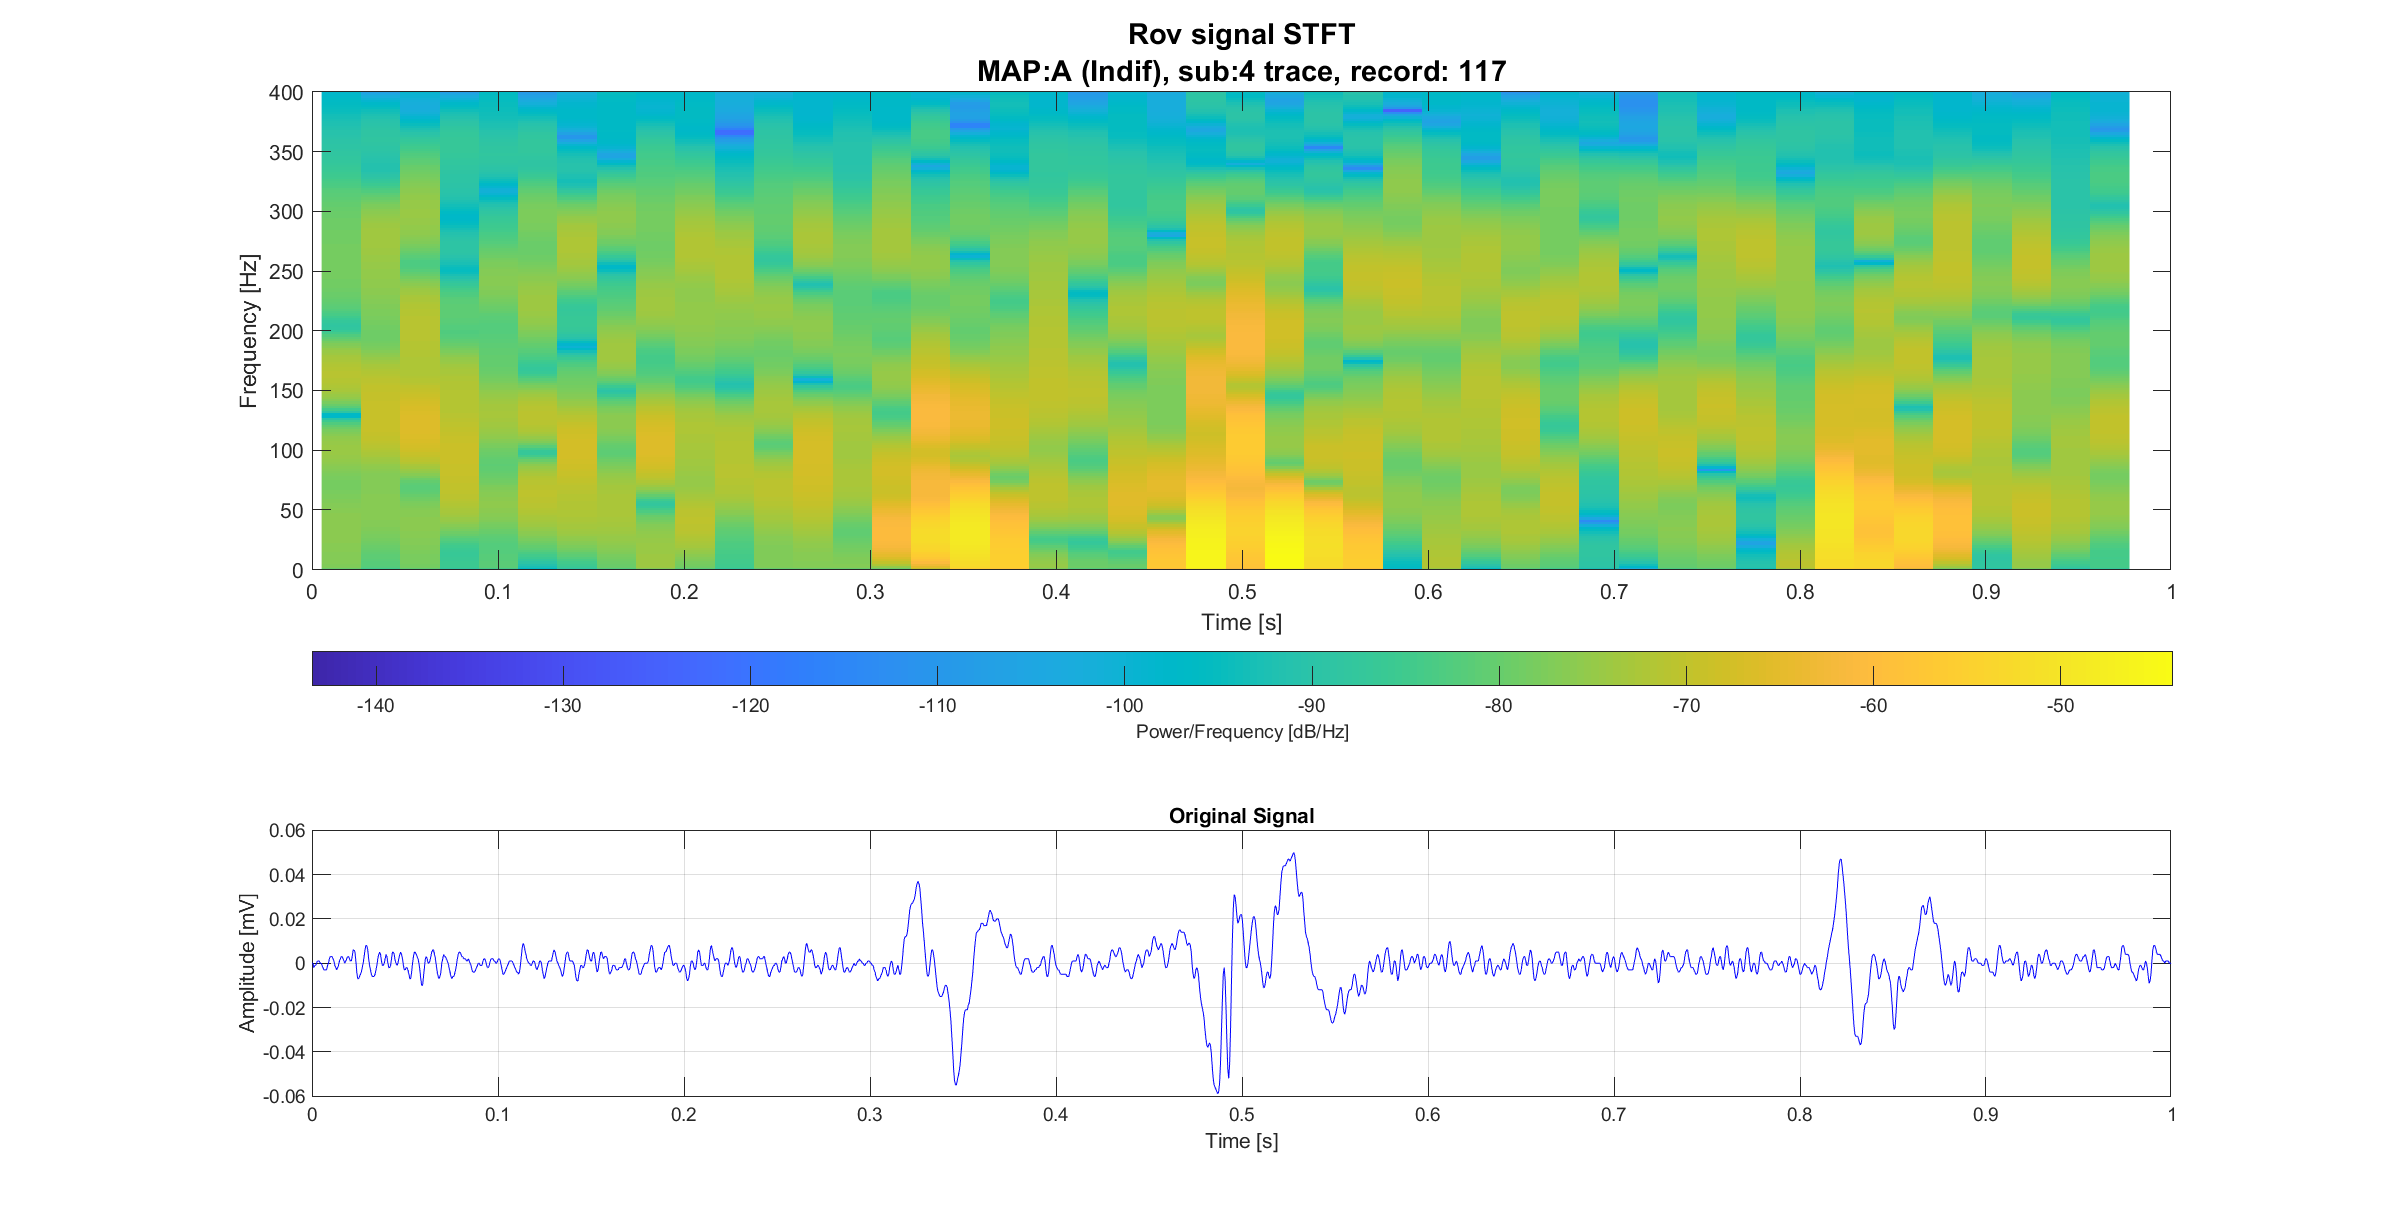 Rov signal STFT
MAP:A (Indif), sub:4 trace, record: 117
400
350
300
250
200
150
100
50
0
Frequency [Hz]
0 0.1 0.2 0.3 0.4 0.5 0.6 0.7 0.8 0.9 1
Time [s]
-140 -130 -120 -110 -100 -90 -80 -70 -60 -50
Power/Frequency [dB/Hz]
Original Signal
0.06
0.04
0.02
0
-0.02
-0.04
-0.06
Amplitude [mV]
0 0.1 0.2 0.3 0.4 0.5 0.6 0.7 0.8 0.9 1
Time [s]